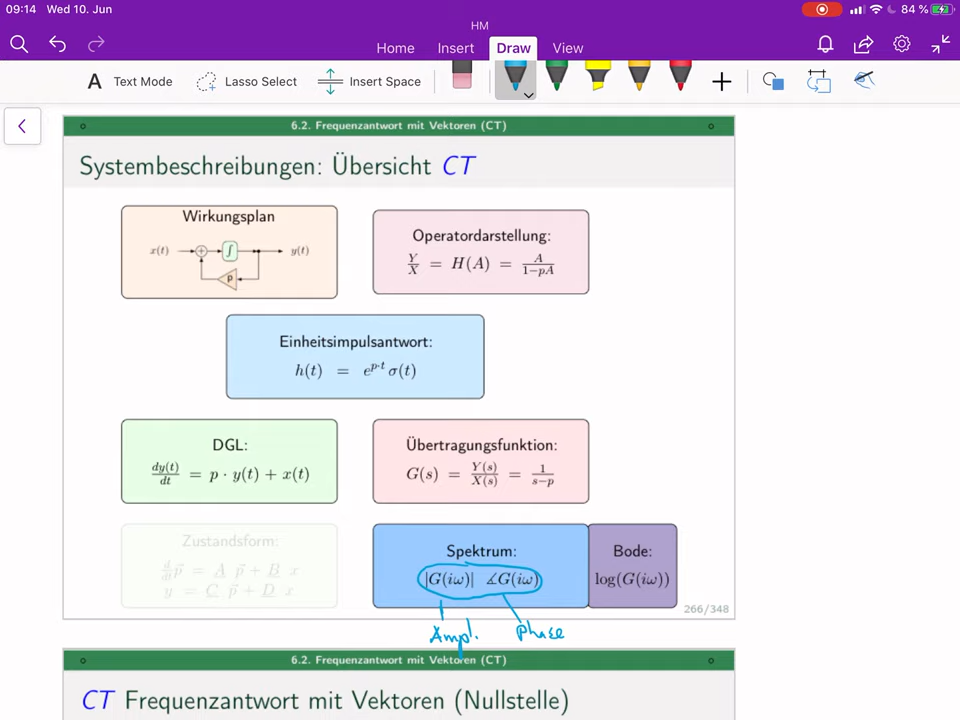 09:14 Wed 10. Jun
84 %
HM
Home Insert Draw View
A Text Mode Lasso Select Insert Space
6.2. Frequenzantwort mit Vektoren (CT)
Systembeschreibungen: Übersicht CT
Wirkungsplan
x(t) + ∫ y(t)
p
Operatordarstellung:
Y/X = H(A) = A/(1−pA)
Einheitsimpulsantwort:
h(t) = e^{p·t} σ(t)
DGL:
dy(t)/dt = p · y(t) + x(t)
Übertragungsfunktion:
G(s) = Y(s)/X(s) = 1/(s−p)
Zustandsform:
d/dt p⃗ = A p⃗ + B x
y = C p⃗ + D x
Spektrum:
|G(iω)| ∡G(iω)
Bode:
log(G(iω))
266/348
Ampl. Phase
6.2. Frequenzantwort mit Vektoren (CT)
CT Frequenzantwort mit Vektoren (Nullstelle)